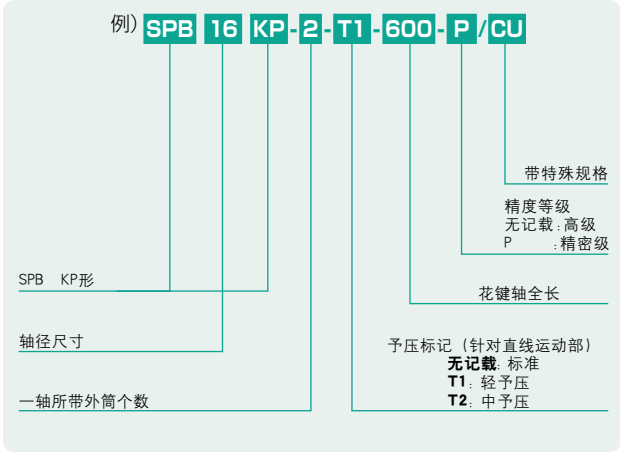 例) SPB 16 KP-2-T1-600-P/CU
带特殊规格
精度等级
无记载:高级
P :精密级
SPB KP形
花键轴全长
轴径尺寸
予压标记（针对直线运动部）
无记载: 标准
T1: 轻予压
T2: 中予压
一轴所带外筒个数